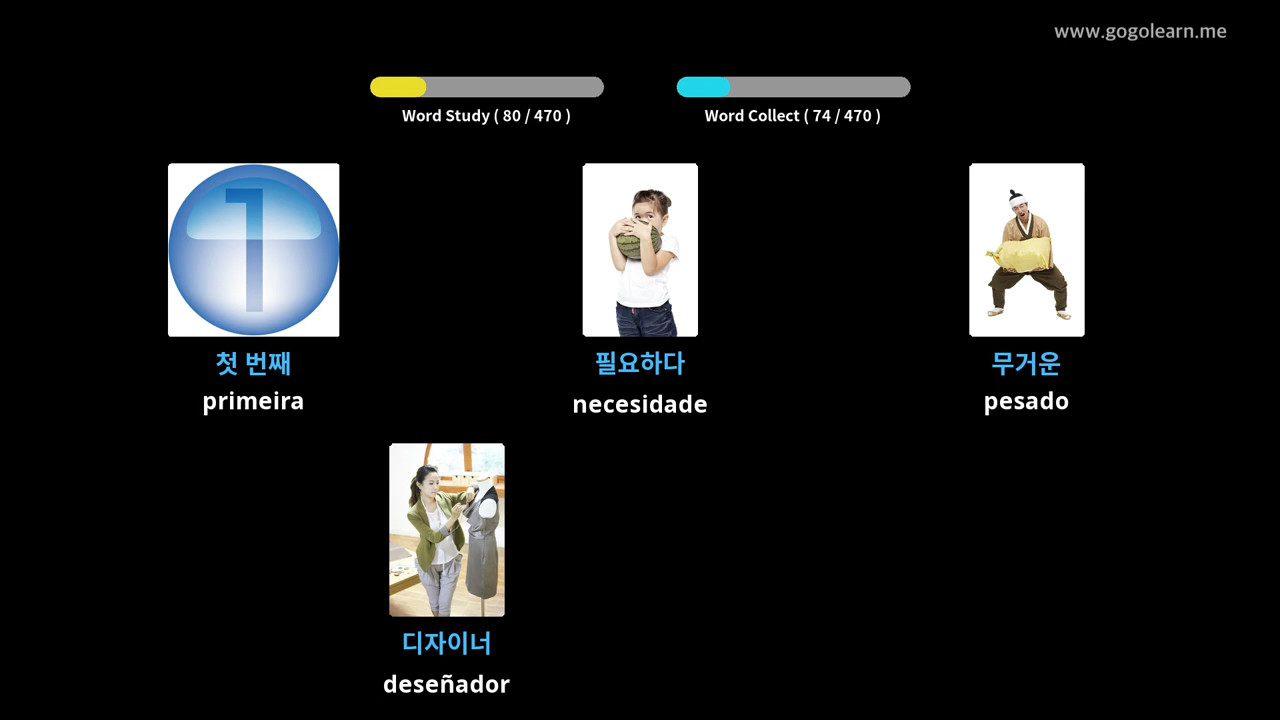 www.gogolearn.me
Word Study ( 80 / 470 )
Word Collect ( 74 / 470 )
1
첫 번째
primeira
필요하다
necesidade
무거운
pesado
디자이너
deseñador